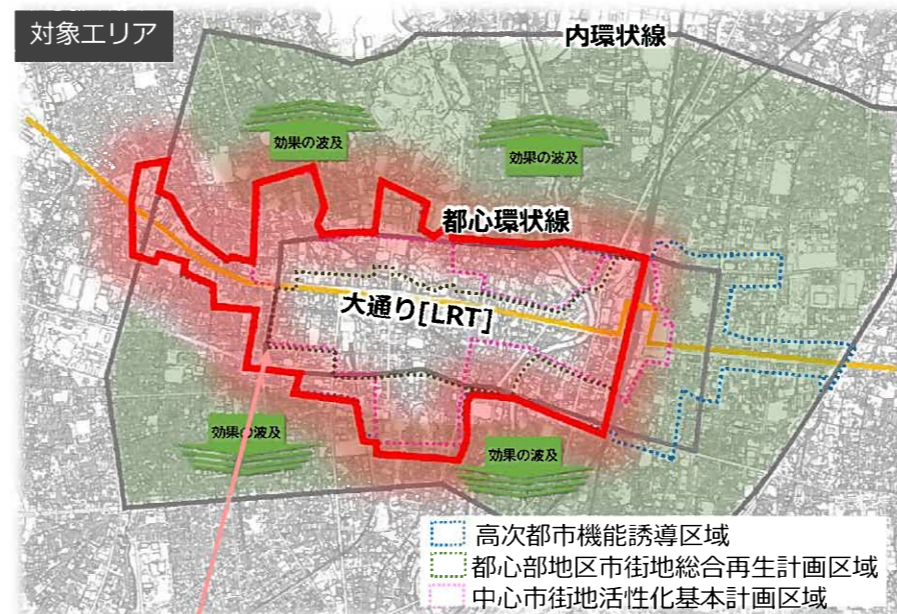 対象エリア
内環状線
効果の波及
効果の波及
都心環状線
大通り[LRT]
効果の波及
効果の波及
高次都市機能誘導区域
都心部地区市街地総合再生計画区域
中心市街地活性化基本計画区域